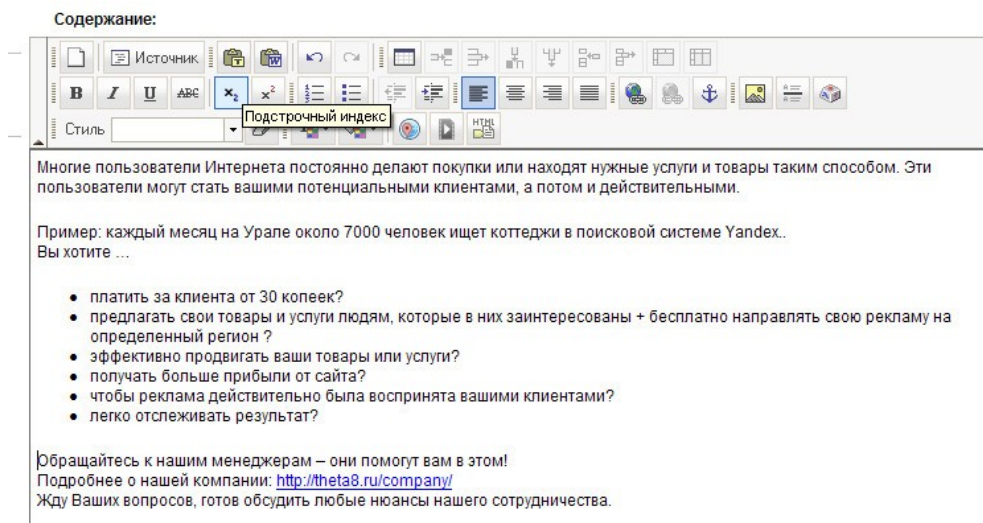 Содержание:
Источник
B I U ABC x₂ x²
Подстрочный индекс
Стиль
HTML
Многие пользователи Интернета постоянно делают покупки или находят нужные услуги и товары таким способом. Эти
пользователи могут стать вашими потенциальными клиентами, а потом и действительными.
Пример: каждый месяц на Урале около 7000 человек ищет коттеджи в поисковой системе Yandex..
Вы хотите …
● платить за клиента от 30 копеек?
● предлагать свои товары и услуги людям, которые в них заинтересованы + бесплатно направлять свою рекламу на
определенный регион ?
● эффективно продвигать ваши товары или услуги?
● получать больше прибыли от сайта?
● чтобы реклама действительно была воспринята вашими клиентами?
● легко отслеживать результат?
Обращайтесь к нашим менеджерам – они помогут вам в этом!
Подробнее о нашей компании: http://theta8.ru/company/
Жду Ваших вопросов, готов обсудить любые нюансы нашего сотрудничества.